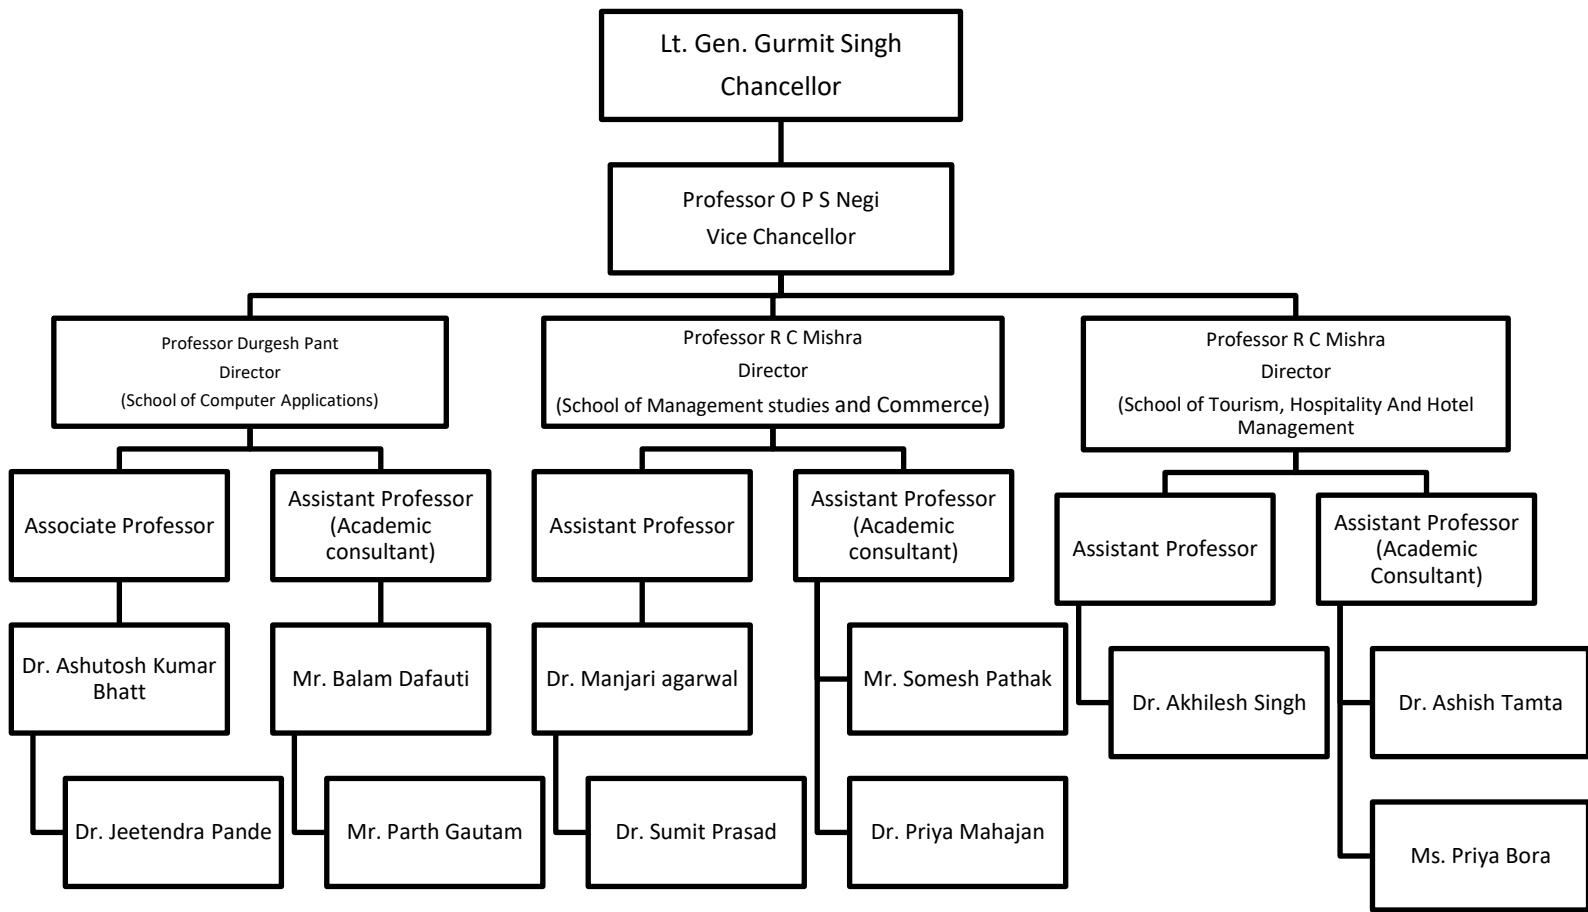 Lt. Gen. Gurmit Singh
Chancellor
Professor O P S Negi
Vice Chancellor
Professor Durgesh Pant
Director
(School of Computer Applications)
Professor R C Mishra
Director
(School of Management studies and Commerce)
Professor R C Mishra
Director
(School of Tourism, Hospitality And Hotel
Management
Associate Professor
Assistant Professor
(Academic
consultant)
Assistant Professor
Assistant Professor
(Academic
consultant)
Assistant Professor
Assistant Professor
(Academic
Consultant)
Dr. Ashutosh Kumar
Bhatt
Mr. Balam Dafauti
Dr. Manjari agarwal
Mr. Somesh Pathak
Dr. Akhilesh Singh
Dr. Ashish Tamta
Dr. Jeetendra Pande
Mr. Parth Gautam
Dr. Sumit Prasad
Dr. Priya Mahajan
Ms. Priya Bora